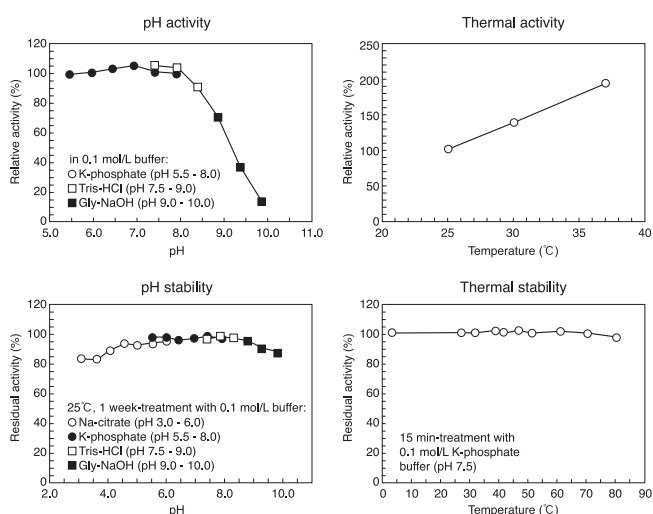 pH activity
120
100
80
60
40
20
0
5.0 6.0 7.0 8.0 9.0 10.0 11.0
Relative activity (%)
pH
in 0.1 mol/L buffer:
K-phosphate (pH 5.5 - 8.0)
Tris-HCl (pH 7.5 - 9.0)
Gly-NaOH (pH 9.0 - 10.0)
Thermal activity
250
200
150
100
50
0
20 25 30 35 40
Relative activity (%)
Temperature (℃)
pH stability
120
100
80
60
40
20
0
2.0 4.0 6.0 8.0 10.0
Residual activity (%)
pH
25℃, 1 week-treatment with 0.1 mol/L buffer:
Na-citrate (pH 3.0 - 6.0)
K-phosphate (pH 5.5 - 8.0)
Tris-HCl (pH 7.5 - 9.0)
Gly-NaOH (pH 9.0 - 10.0)
Thermal stability
120
100
80
60
40
20
0
0 10 20 30 40 50 60 70 80 90
Residual activity (%)
Temperature (℃)
15 min-treatment with
0.1 mol/L K-phosphate
buffer (pH 7.5)